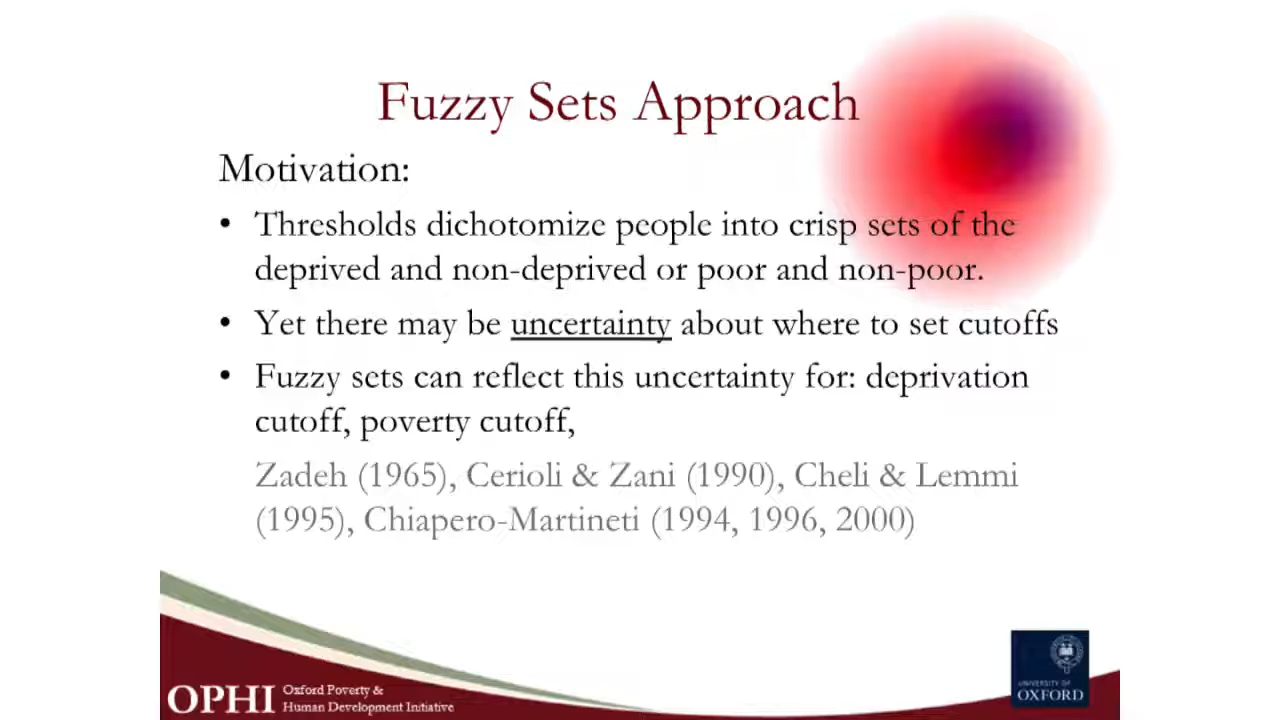 Fuzzy Sets Approach
Motivation:
• Thresholds dichotomize people into crisp sets of the
deprived and non-deprived or poor and non-poor.
• Yet there may be uncertainty about where to set cutoffs
• Fuzzy sets can reflect this uncertainty for: deprivation
cutoff, poverty cutoff,
Zadeh (1965), Cerioli & Zani (1990), Cheli & Lemmi
(1995), Chiapero-Martineti (1994, 1996, 2000)
OPHI
Oxford Poverty &
Human Development Initiative
UNIVERSITY OF
OXFORD